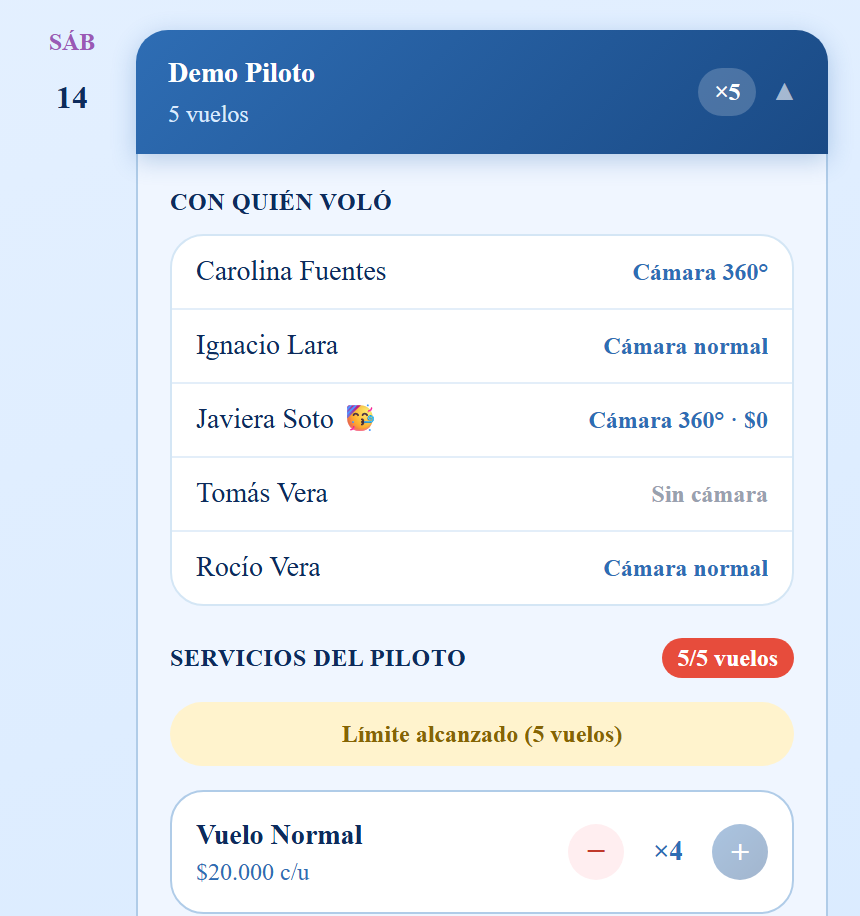 SÁB
14
Demo Piloto
5 vuelos
×5 ▲
CON QUIÉN VOLÓ
Carolina Fuentes Cámara 360°
Ignacio Lara Cámara normal
Javiera Soto 🥳 Cámara 360° · $0
Tomás Vera Sin cámara
Rocío Vera Cámara normal
SERVICIOS DEL PILOTO 5/5 vuelos
Límite alcanzado (5 vuelos)
Vuelo Normal
$20.000 c/u
− ×4 +